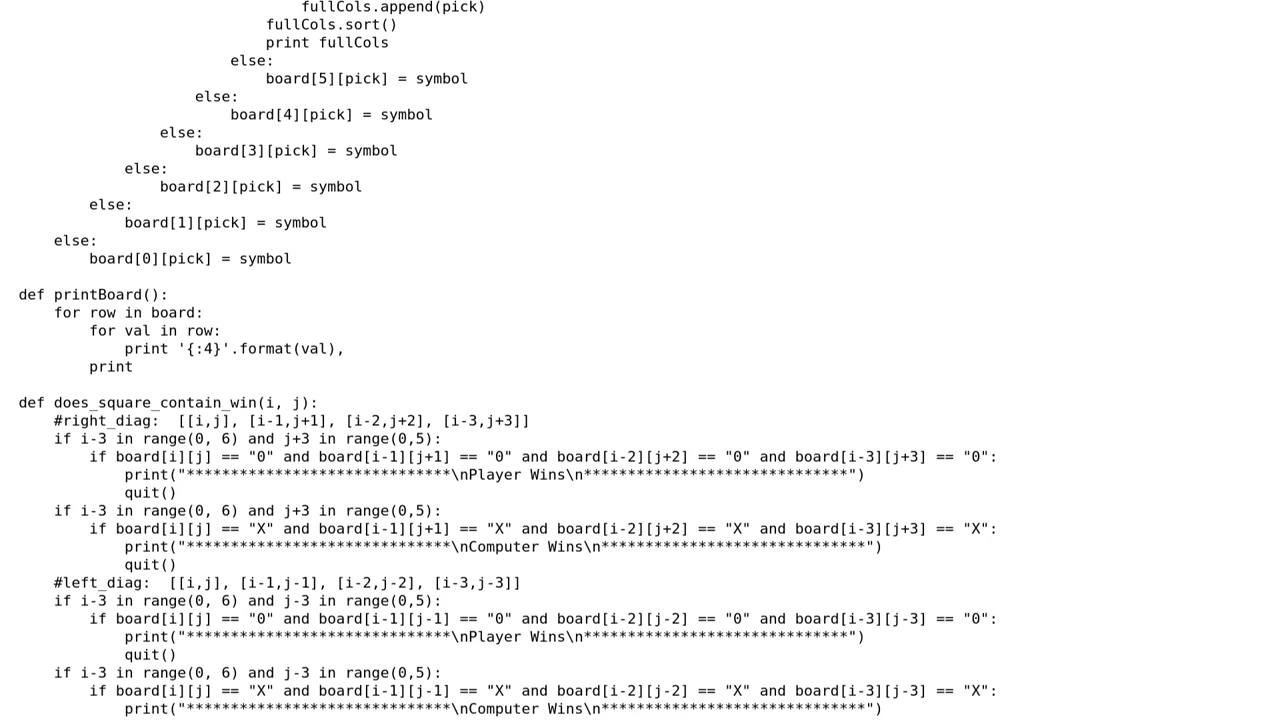 fullCols.append(pick)
                            fullCols.sort()
                            print fullCols
                        else:
                            board[5][pick] = symbol
                    else:
                        board[4][pick] = symbol
                else:
                    board[3][pick] = symbol
            else:
                board[2][pick] = symbol
        else:
            board[1][pick] = symbol
    else:
        board[0][pick] = symbol

def printBoard():
    for row in board:
        for val in row:
            print '{:4}'.format(val),
        print

def does_square_contain_win(i, j):
    #right_diag:  [[i,j], [i-1,j+1], [i-2,j+2], [i-3,j+3]]
    if i-3 in range(0, 6) and j+3 in range(0,5):
        if board[i][j] == "0" and board[i-1][j+1] == "0" and board[i-2][j+2] == "0" and board[i-3][j+3] == "0":
            print("******************************\nPlayer Wins\n******************************")
            quit()
    if i-3 in range(0, 6) and j+3 in range(0,5):
        if board[i][j] == "X" and board[i-1][j+1] == "X" and board[i-2][j+2] == "X" and board[i-3][j+3] == "X":
            print("******************************\nComputer Wins\n******************************")
            quit()
    #left_diag:  [[i,j], [i-1,j-1], [i-2,j-2], [i-3,j-3]]
    if i-3 in range(0, 6) and j-3 in range(0,5):
        if board[i][j] == "0" and board[i-1][j-1] == "0" and board[i-2][j-2] == "0" and board[i-3][j-3] == "0":
            print("******************************\nPlayer Wins\n******************************")
            quit()
    if i-3 in range(0, 6) and j-3 in range(0,5):
        if board[i][j] == "X" and board[i-1][j-1] == "X" and board[i-2][j-2] == "X" and board[i-3][j-3] == "X":
            print("******************************\nComputer Wins\n******************************")